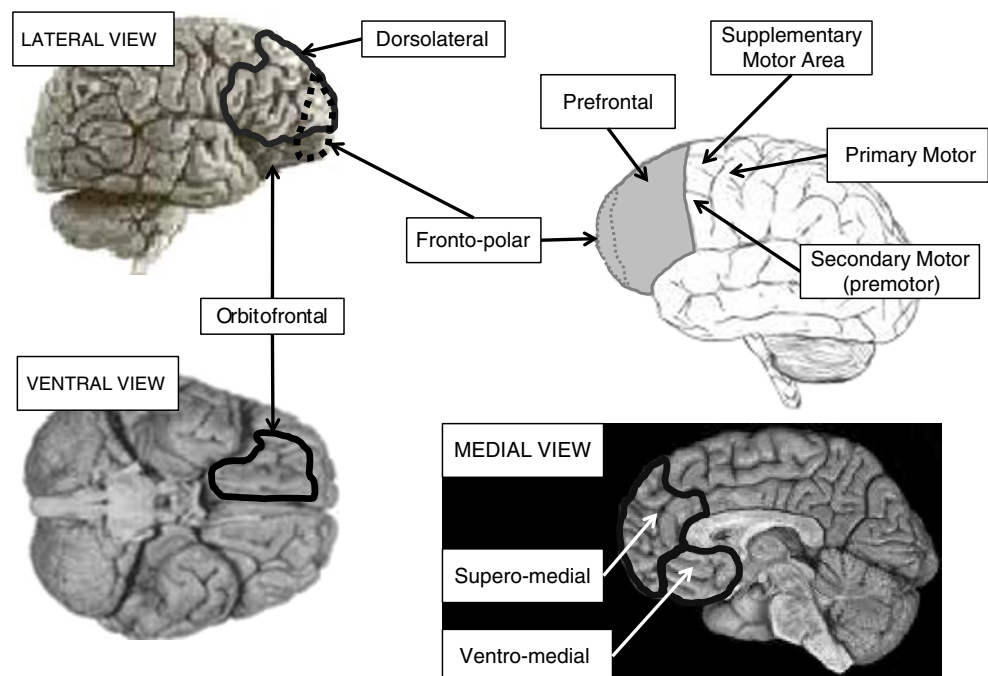 LATERAL VIEW
Dorsolateral
Supplementary
Motor Area
Prefrontal
Primary Motor
Fronto-polar
Secondary Motor
(premotor)
Orbitofrontal
VENTRAL VIEW
MEDIAL VIEW
Supero-medial
Ventro-medial